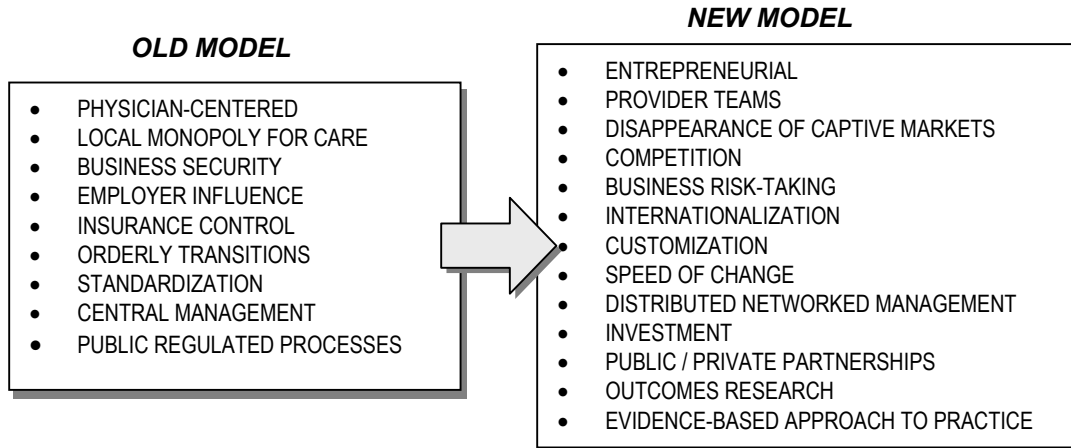 OLD MODEL
• PHYSICIAN-CENTERED
• LOCAL MONOPOLY FOR CARE
• BUSINESS SECURITY
• EMPLOYER INFLUENCE
• INSURANCE CONTROL
• ORDERLY TRANSITIONS
• STANDARDIZATION
• CENTRAL MANAGEMENT
• PUBLIC REGULATED PROCESSES
NEW MODEL
• ENTREPRENEURIAL
• PROVIDER TEAMS
• DISAPPEARANCE OF CAPTIVE MARKETS
• COMPETITION
• BUSINESS RISK-TAKING
• INTERNATIONALIZATION
• CUSTOMIZATION
• SPEED OF CHANGE
• DISTRIBUTED NETWORKED MANAGEMENT
• INVESTMENT
• PUBLIC / PRIVATE PARTNERSHIPS
• OUTCOMES RESEARCH
• EVIDENCE-BASED APPROACH TO PRACTICE